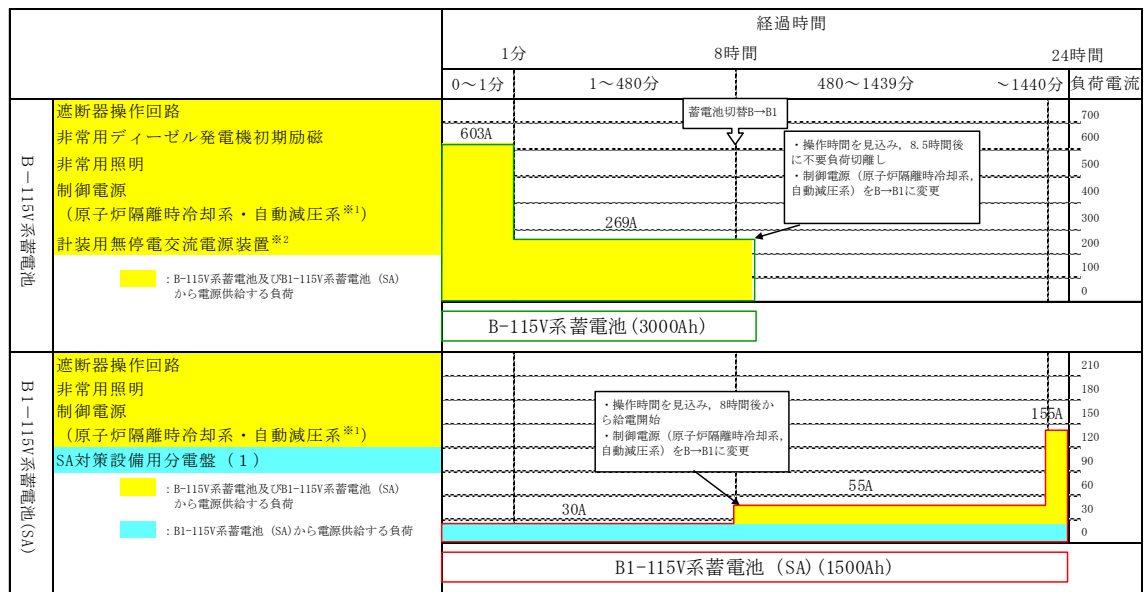 経過時間
1分
8時間
24時間
0～1分
1～480分
480～1439分
～1440分
負荷電流
B－115V系蓄電池
遮断器操作回路
非常用ディーゼル発電機初期励磁
非常用照明
制御電源
（原子炉隔離時冷却系・自動減圧系※1）
計装用無停電交流電源装置※2
：B-115V系蓄電池及びB1-115V系蓄電池（SA）
から電源供給する負荷
603A
269A
蓄電池切替B→B1
・操作時間を見込み，8.5時間後
に不要負荷切離し
・制御電源（原子炉隔離時冷却系，
自動減圧系）をB→B1に変更
700
600
500
400
300
200
100
0
B-115V系蓄電池(3000Ah)
B1－115V系蓄電池(SA)
遮断器操作回路
非常用照明
制御電源
（原子炉隔離時冷却系・自動減圧系※1）
SA対策設備用分電盤（1）
：B-115V系蓄電池及びB1-115V系蓄電池（SA）
から電源供給する負荷
：B1-115V系蓄電池（SA)から電源供給する負荷
・操作時間を見込み，8時間後か
ら給電開始
・制御電源（原子炉隔離時冷却系，
自動減圧系）をB→B1に変更
30A
55A
155A
210
180
150
120
90
60
30
0
B1-115V系蓄電池（SA)(1500Ah)